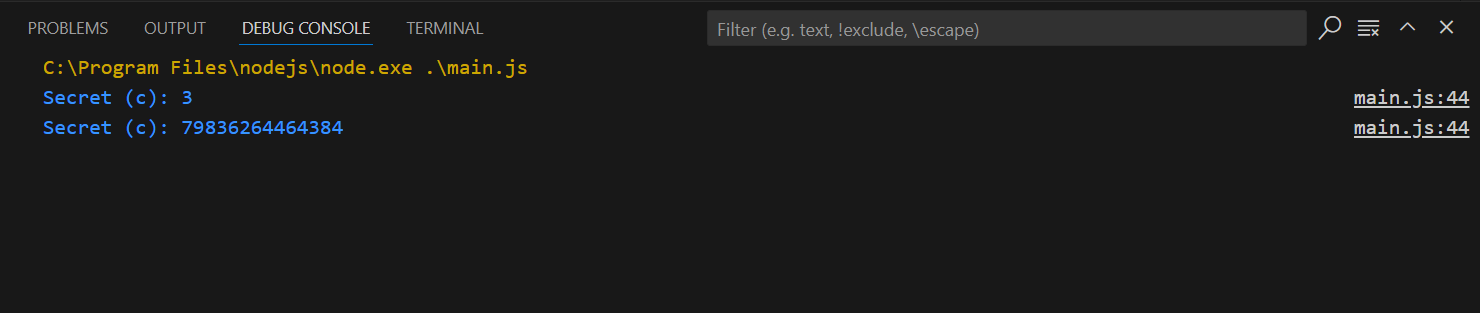 PROBLEMS OUTPUT DEBUG CONSOLE TERMINAL Filter (e.g. text, !exclude, \escape)
C:\Program Files\nodejs\node.exe .\main.js
Secret (c): 3 main.js:44
Secret (c): 79836264464384 main.js:44